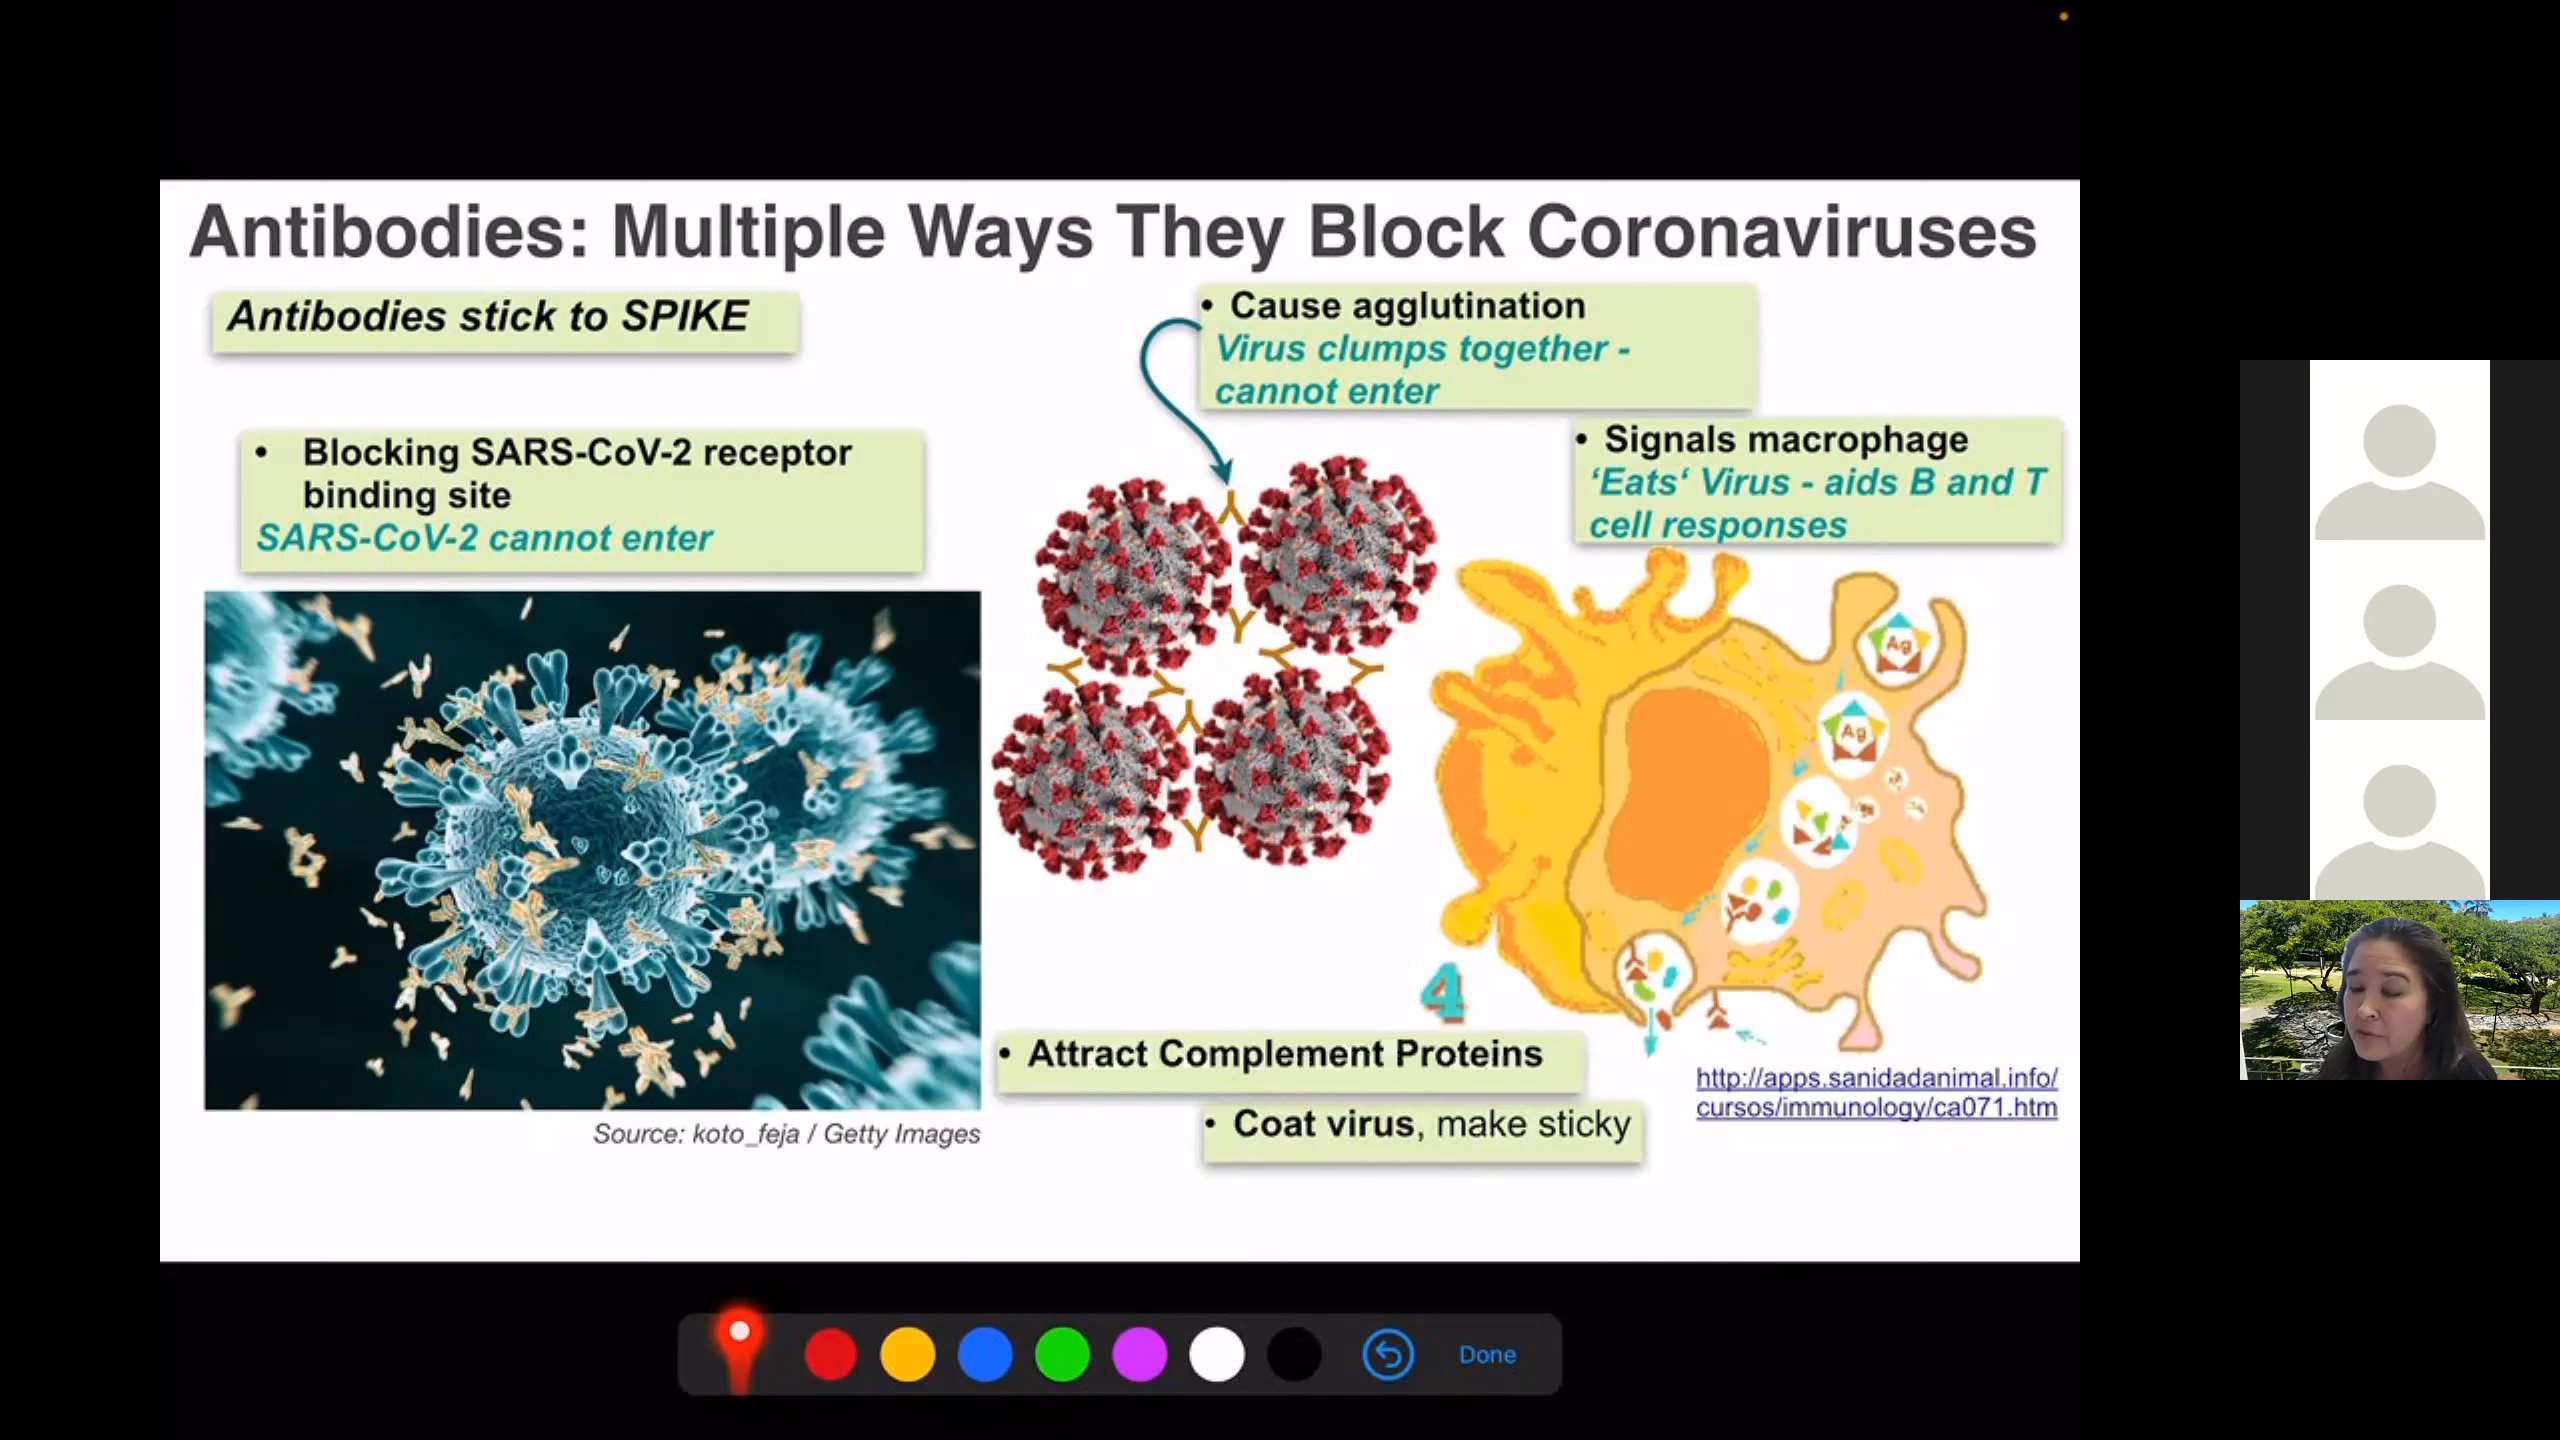 Antibodies: Multiple Ways They Block Coronaviruses
Antibodies stick to SPIKE
• Cause agglutination
Virus clumps together -
cannot enter
• Blocking SARS-CoV-2 receptor
binding site
SARS-CoV-2 cannot enter
• Signals macrophage
‘Eats‘ Virus - aids B and T
cell responses
Ag
Ag
4
• Attract Complement Proteins
• Coat virus, make sticky
http://apps.sanidadanimal.info/
cursos/immunology/ca071.htm
Source: koto_feja / Getty Images
Done